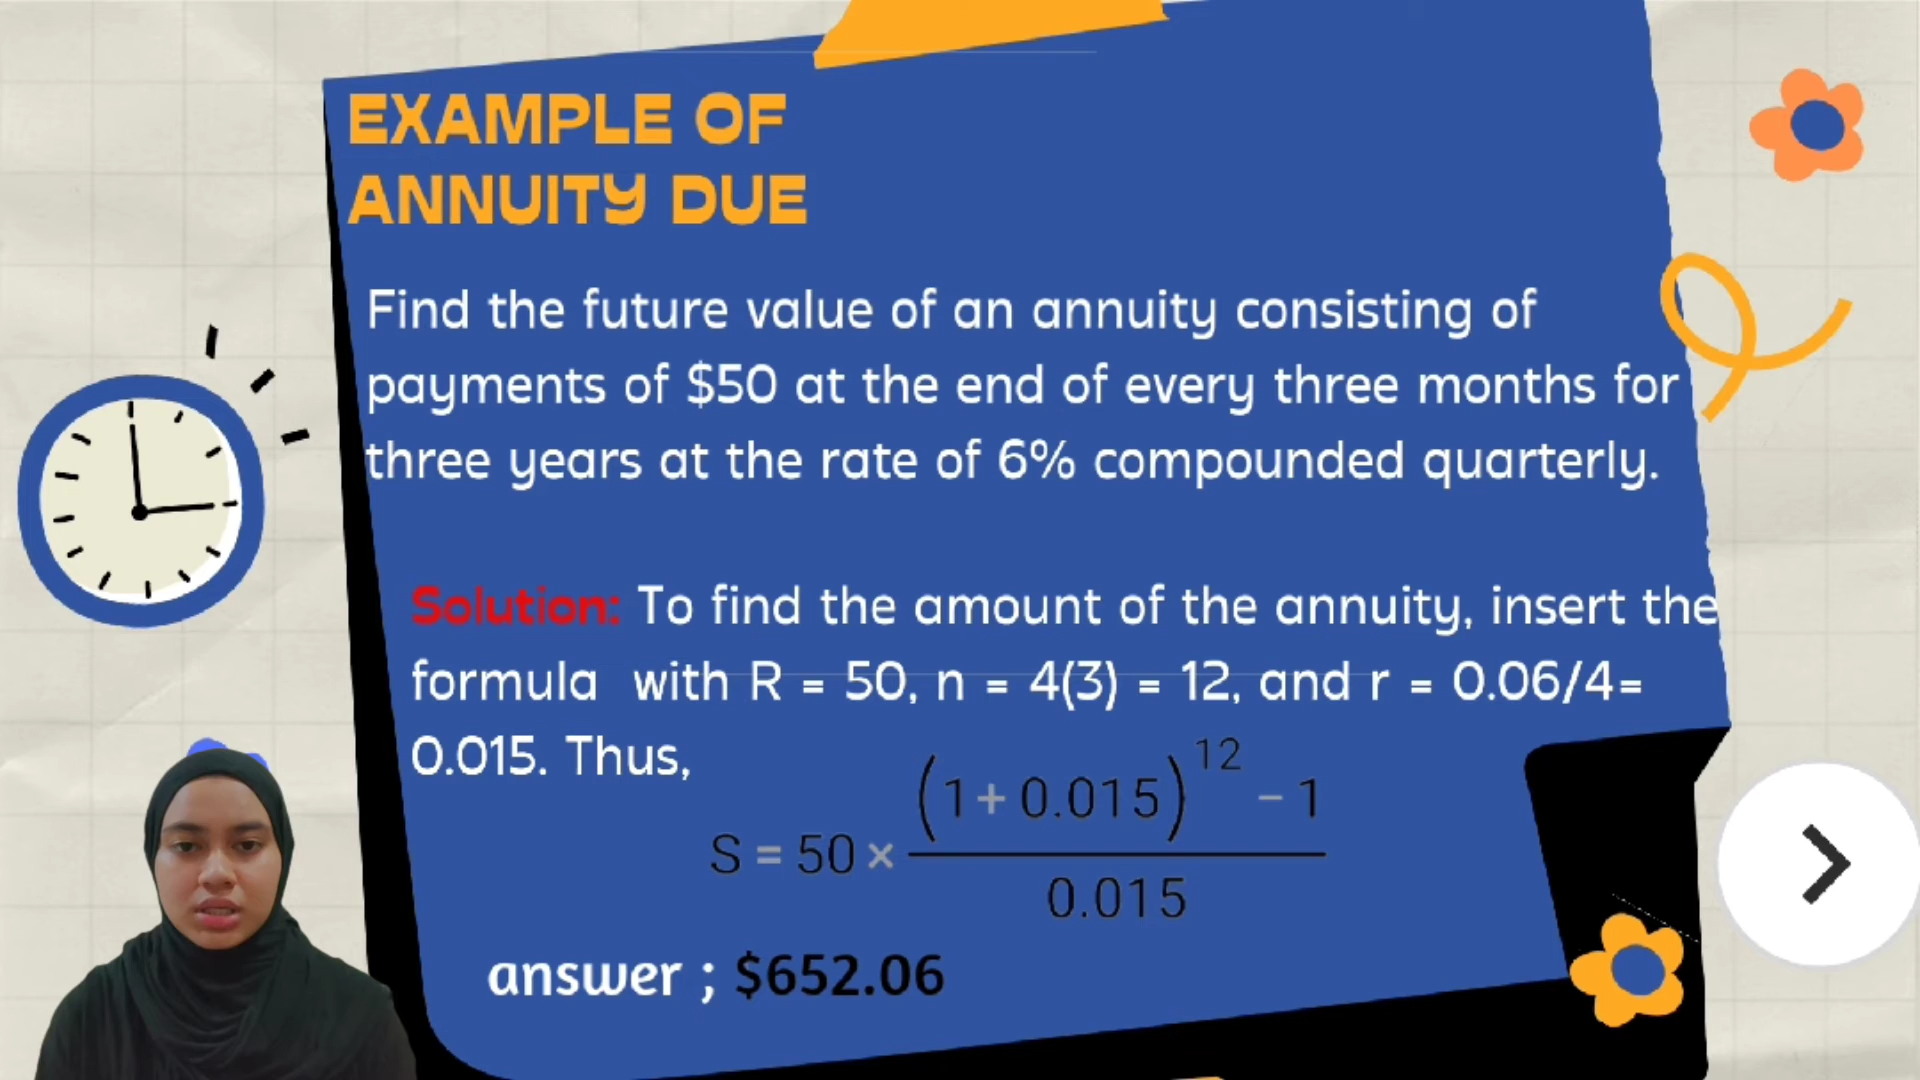 EXAMPLE OF
ANNUITY DUE
Find the future value of an annuity consisting of
payments of $50 at the end of every three months for
three years at the rate of 6% compounded quarterly.
Solution: To find the amount of the annuity, insert the
formula with R = 50, n = 4(3) = 12, and r = 0.06/4=
0.015. Thus,
S = 50 × ((1 + 0.015)^12 − 1) / 0.015
answer ; $652.06